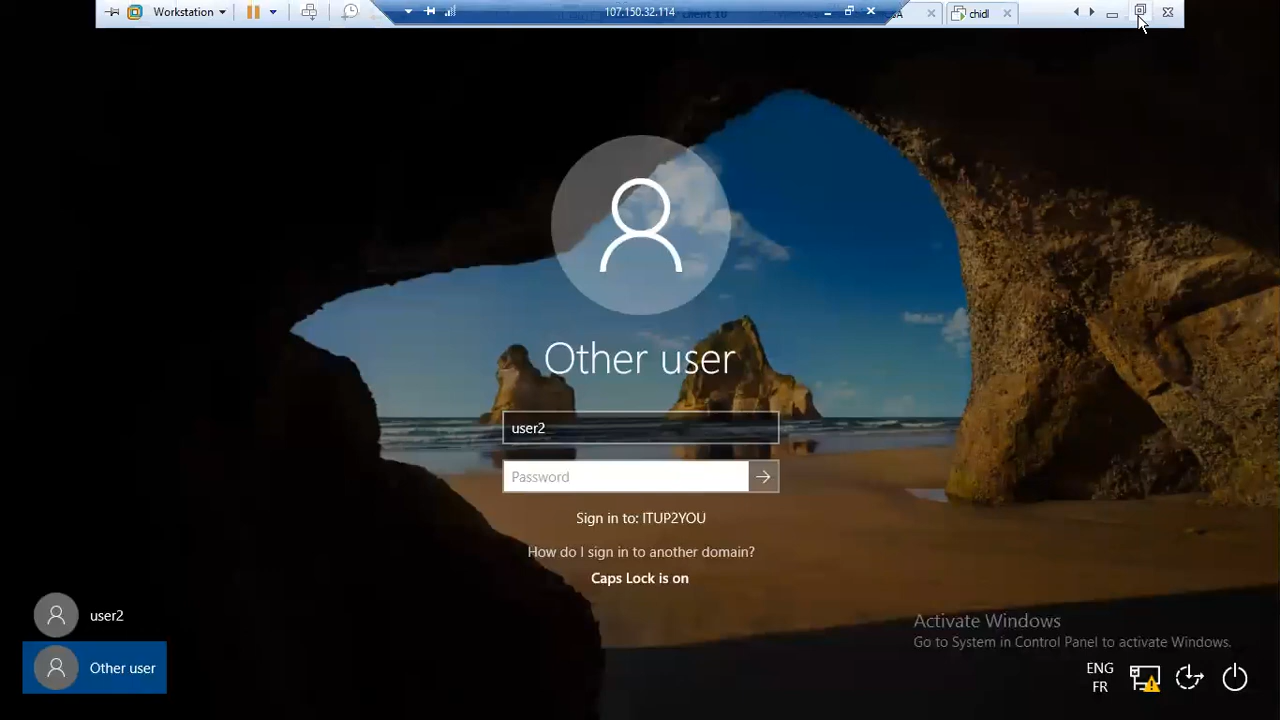 Workstation
107.150.32.114
chidl
Other user
user2
Password
Sign in to: ITUP2YOU
How do I sign in to another domain?
Caps Lock is on
user2
Other user
Activate Windows
Go to System in Control Panel to activate Windows.
ENG
FR